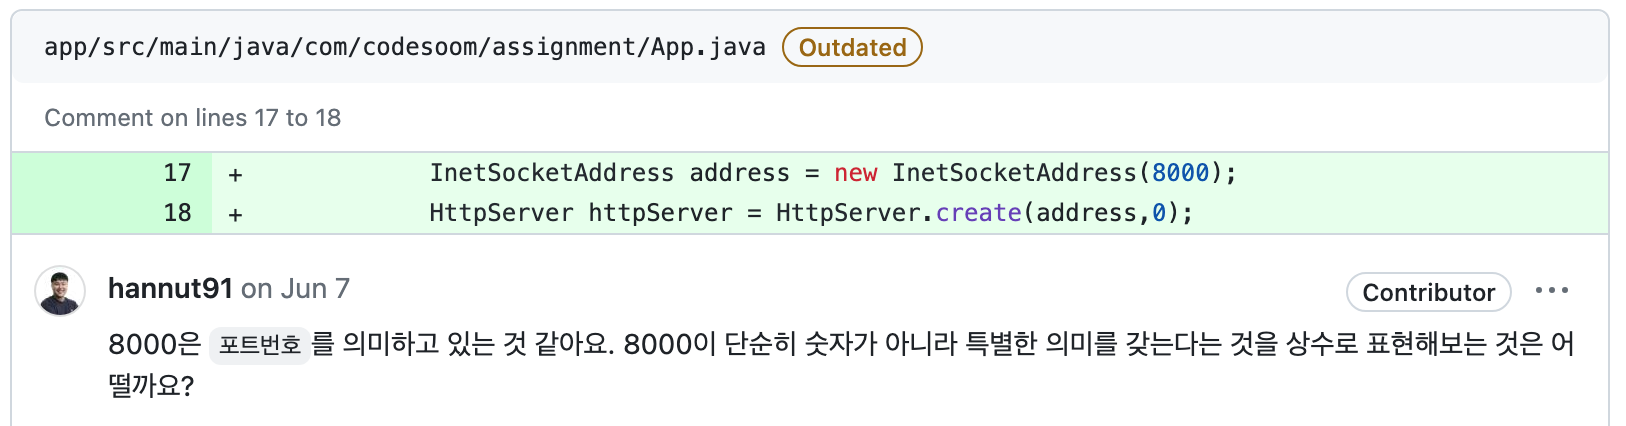 app/src/main/java/com/codesoom/assignment/App.java Outdated
Comment on lines 17 to 18
17 + InetSocketAddress address = new InetSocketAddress(8000);
18 + HttpServer httpServer = HttpServer.create(address,0);
hannut91 on Jun 7 Contributor ...
8000은 포트번호를 의미하고 있는 것 같아요. 8000이 단순히 숫자가 아니라 특별한 의미를 갖는다는 것을 상수로 표현해보는 것은 어
떨까요?